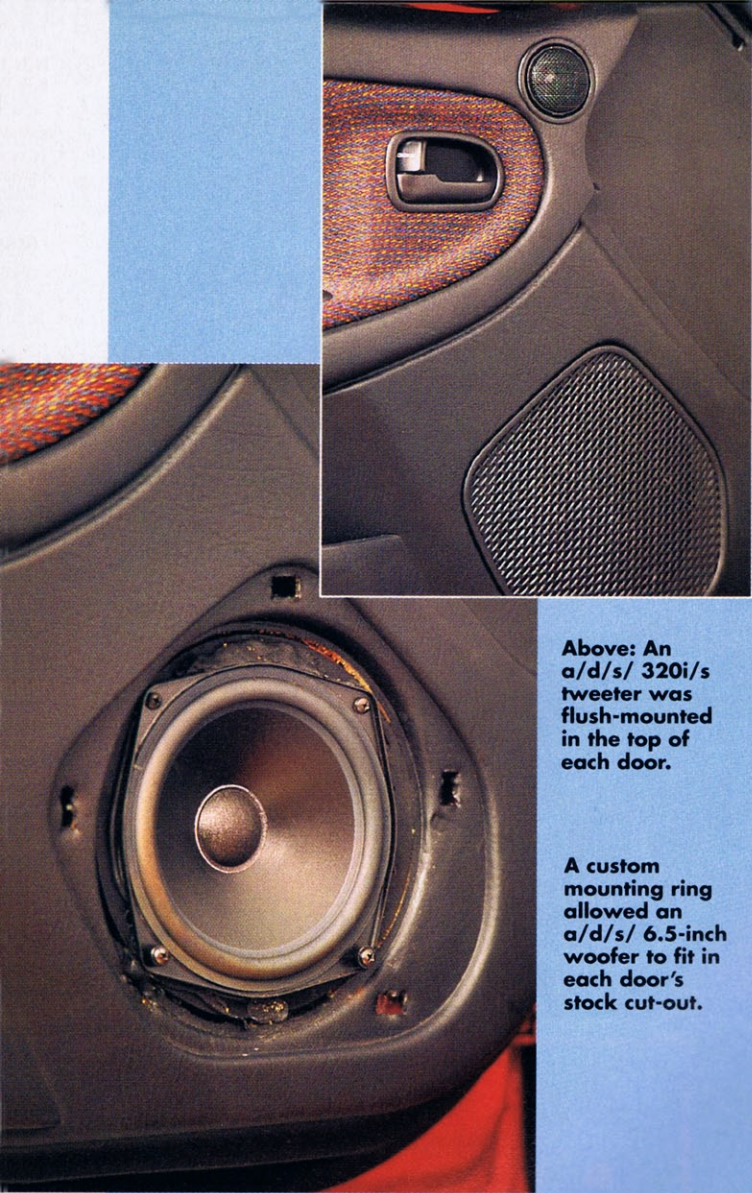 Above: An
a/d/s/ 320i/s
tweeter was
flush-mounted
in the top of
each door.
A custom
mounting ring
allowed an
a/d/s/ 6.5-inch
woofer to fit in
each door's
stock cut-out.